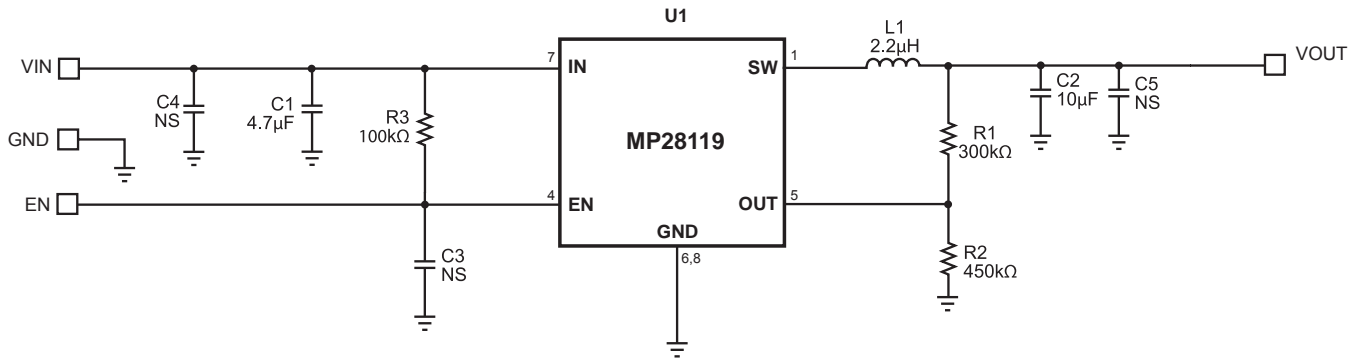 U1
VIN
C4
NS
C1
4.7µF
R3
100kΩ
7
IN
SW
1
L1
2.2µH
C2
10µF
C5
NS
VOUT
GND
MP28119
R1
300kΩ
EN
4
EN
OUT
5
GND
6,8
C3
NS
R2
450kΩ